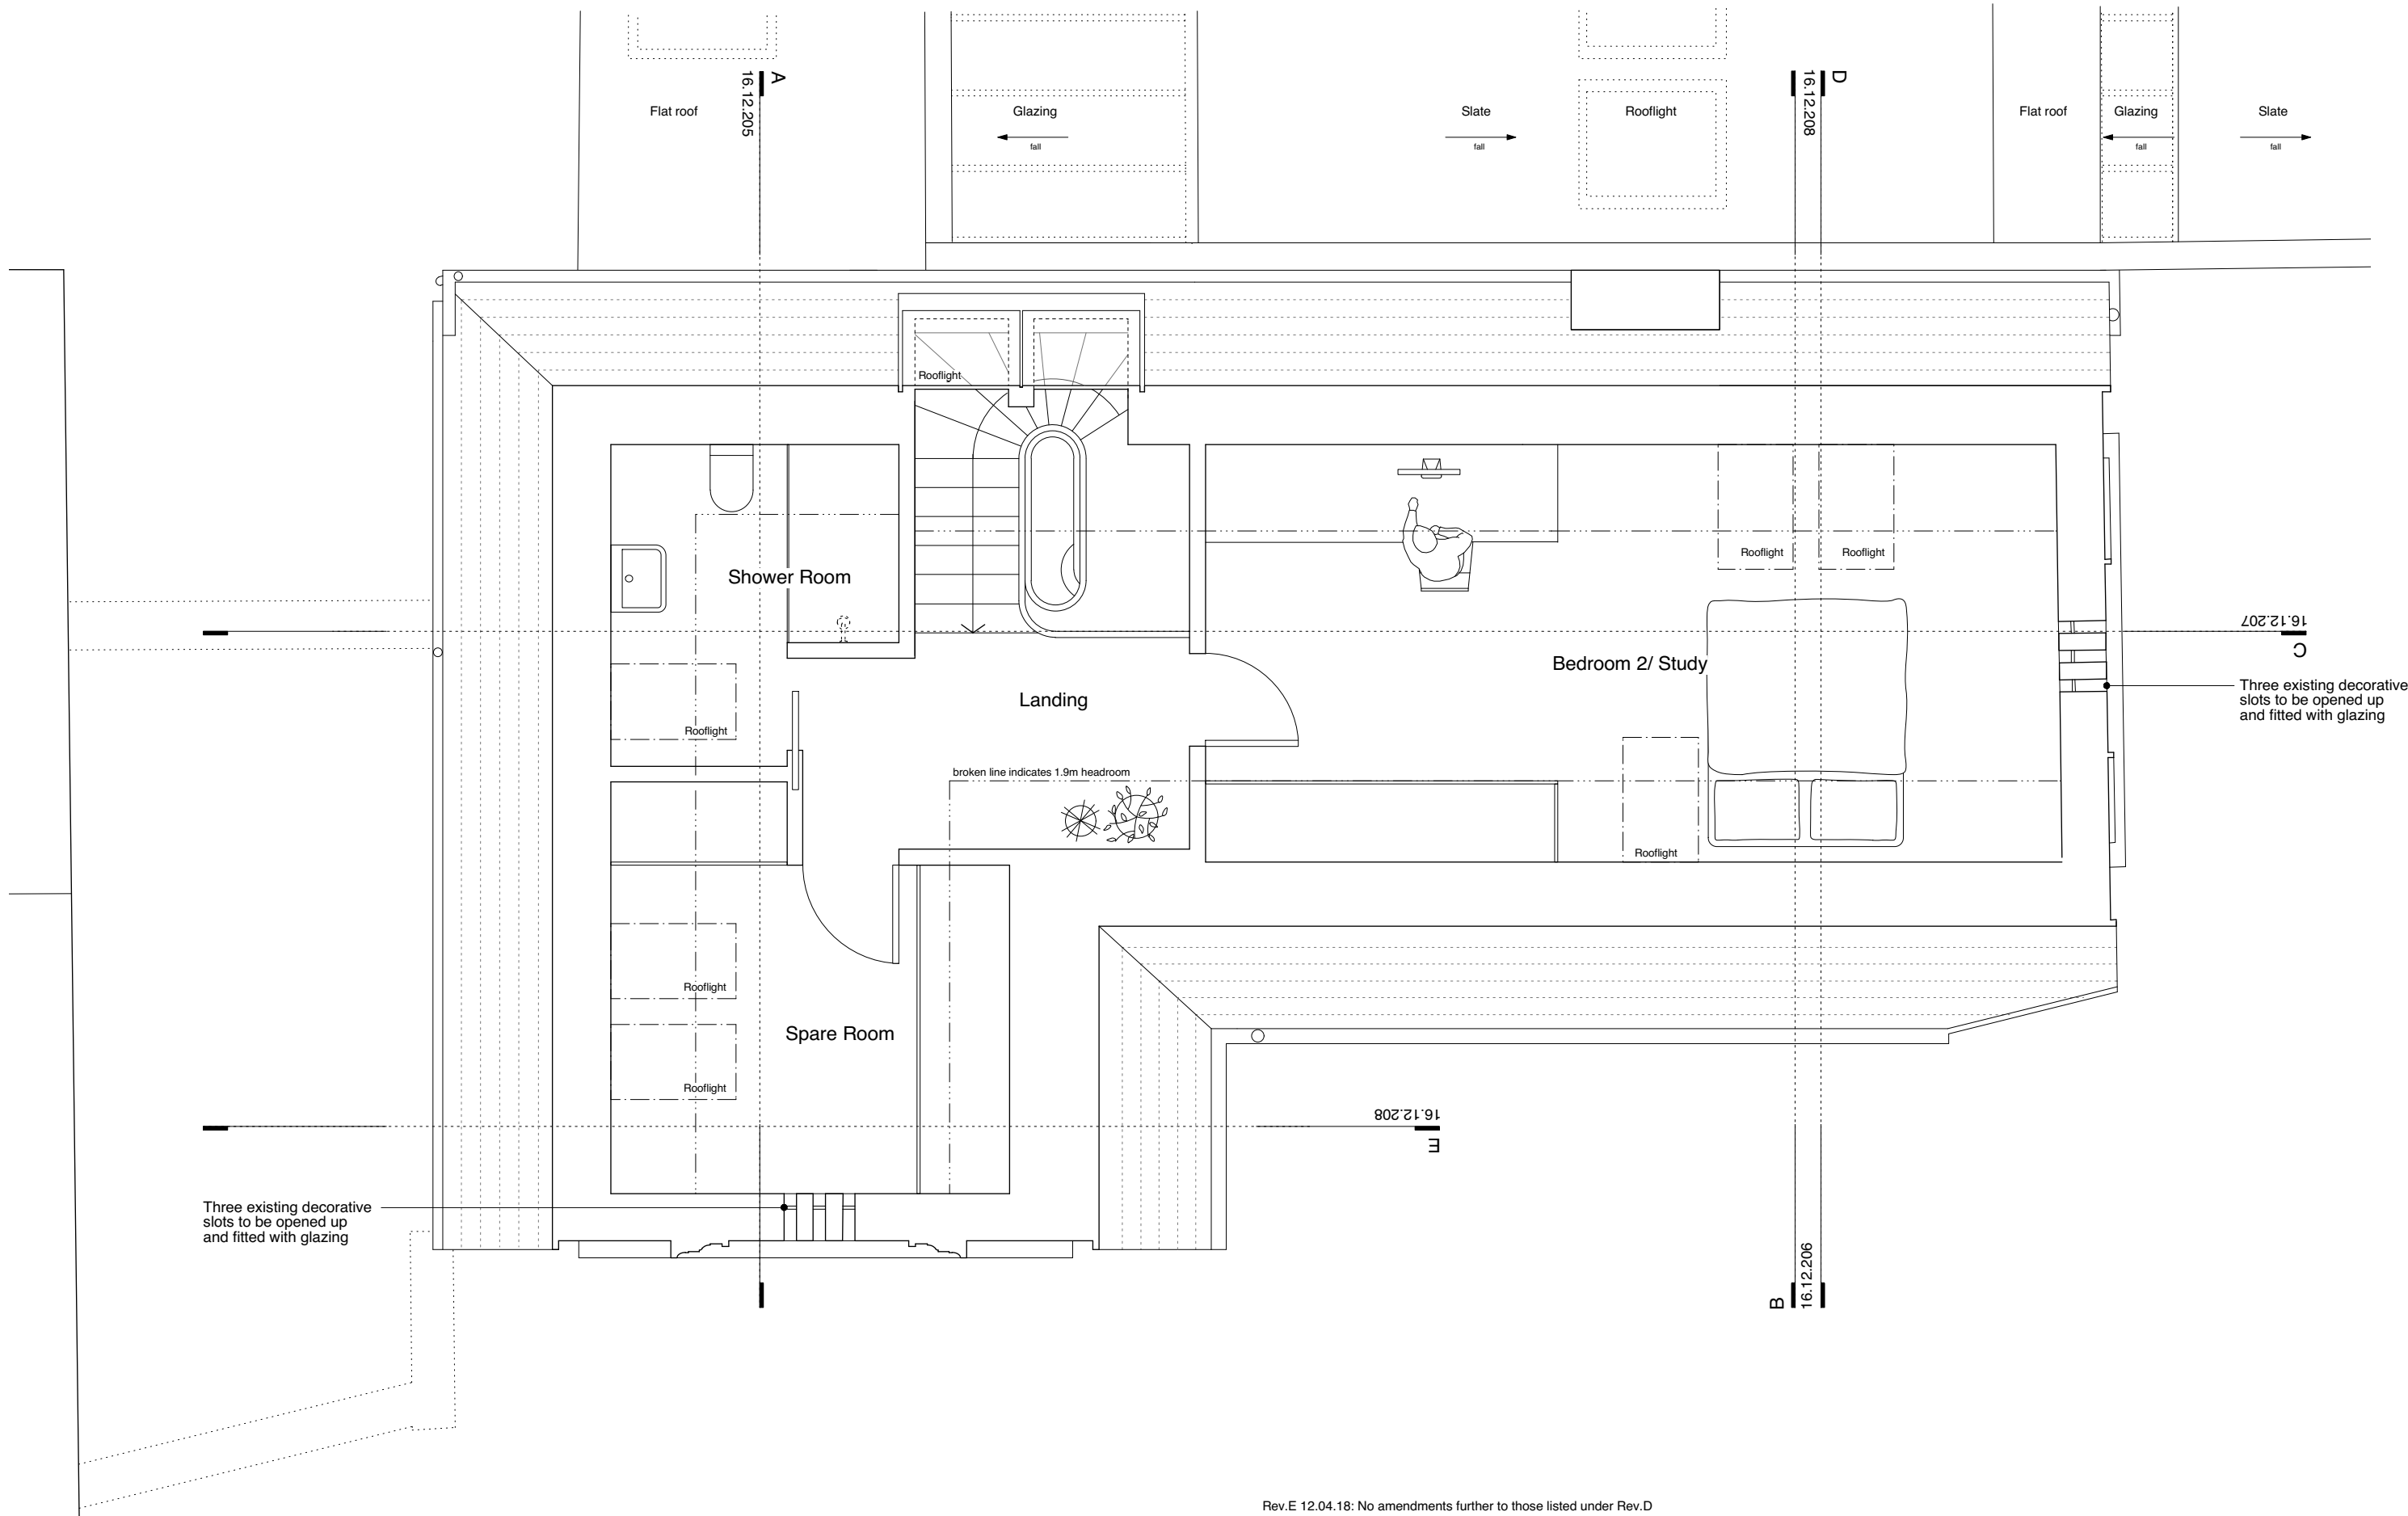 A
16.12.205
D
16.12.208
Flat roof
Glazing
fall
Slate
fall
Rooflight
Flat roof
Glazing
fall
Slate
fall
Rooflight
Rooflight
Rooflight
Shower Room
16.12.207
C
Bedroom 2/ Study
Three existing decorative
slots to be opened up
and fitted with glazing
Landing
Rooflight
broken line indicates 1.9m headroom
Rooflight
Rooflight
Spare Room
Rooflight
16.12.208
E
Three existing decorative
slots to be opened up
and fitted with glazing
B
16.12.206
Rev.E 12.04.18: No amendments further to those listed under Rev.D